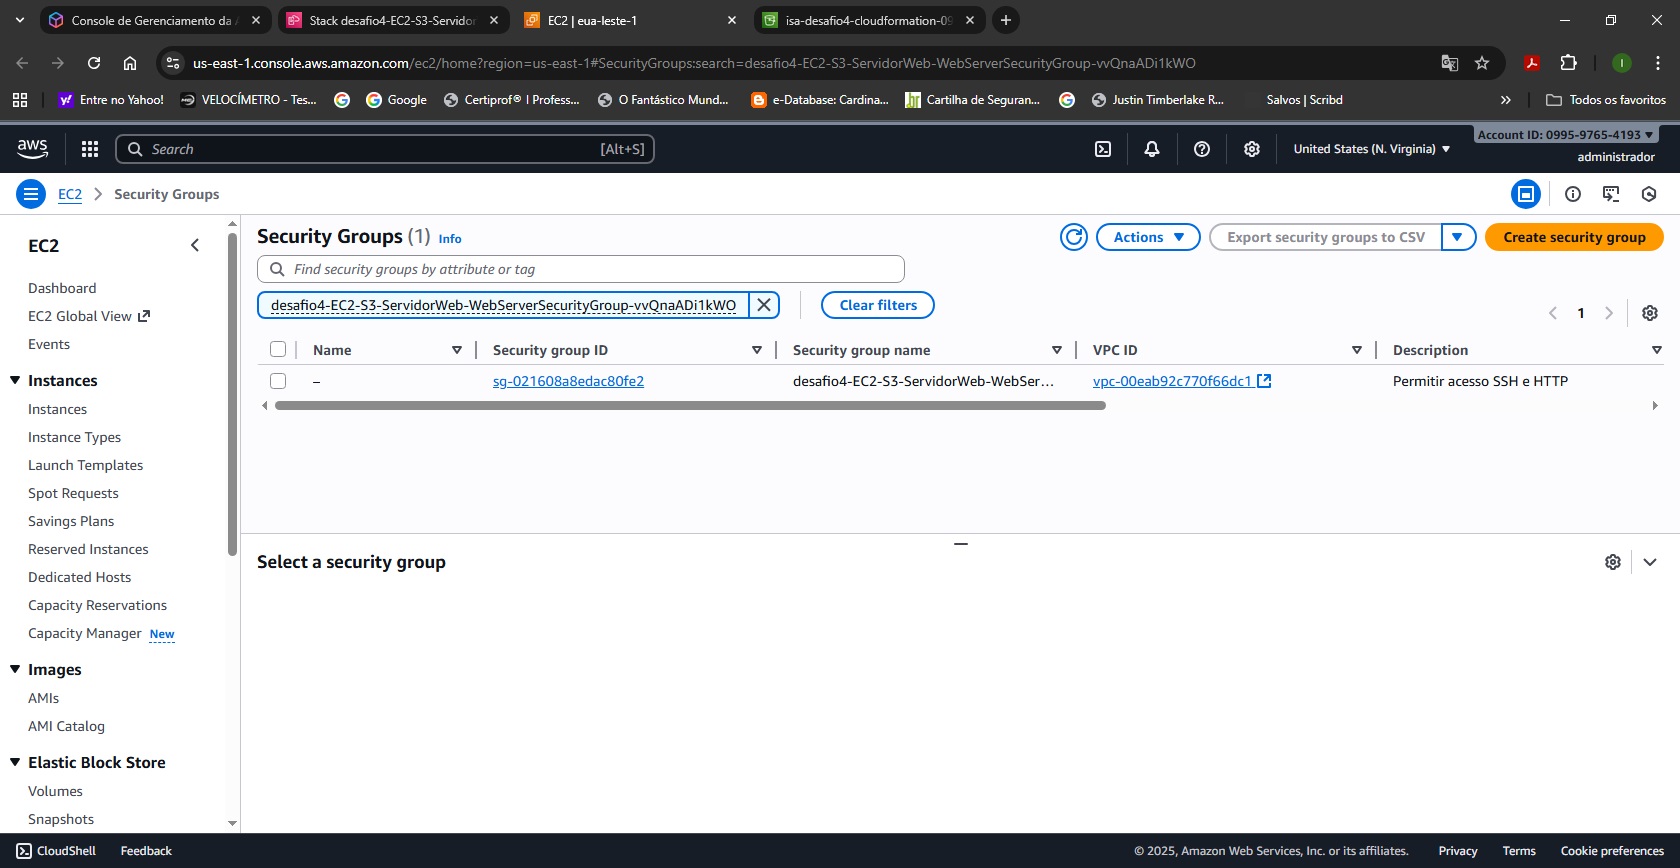 Console de Gerenciamento da A
Stack desafio4-EC2-S3-Servidor
EC2 | eua-leste-1
isa-desafio4-cloudformation-09
us-east-1.console.aws.amazon.com/ec2/home?region=us-east-1#SecurityGroups:search=desafio4-EC2-S3-ServidorWeb-WebServerSecurityGroup-vvQnaADi1kWO
I
Entre no Yahoo!
VELOCÍMETRO - Tes...
Google
Certiprof® I Profess...
O Fantástico Mund...
e-Database: Cardina...
Cartilha de Seguran...
Justin Timberlake R...
Salvos | Scribd
Todos os favoritos
aws
Search
[Alt+S]
United States (N. Virginia)
Account ID: 0995-9765-4193
administrador
EC2
Security Groups
EC2
Dashboard
EC2 Global View
Events
Instances
Instances
Instance Types
Launch Templates
Spot Requests
Savings Plans
Reserved Instances
Dedicated Hosts
Capacity Reservations
Capacity Manager New
Images
AMIs
AMI Catalog
Elastic Block Store
Volumes
Snapshots
Security Groups (1) Info
Actions
Export security groups to CSV
Create security group
Find security groups by attribute or tag
desafio4-EC2-S3-ServidorWeb-WebServerSecurityGroup-vvQnaADi1kWO
Clear filters
1
Name Security group ID Security group name VPC ID Description
– sg-021608a8edac80fe2 desafio4-EC2-S3-ServidorWeb-WebSer... vpc-00eab92c770f66dc1 Permitir acesso SSH e HTTP
Select a security group
CloudShell
Feedback
© 2025, Amazon Web Services, Inc. or its affiliates.
Privacy
Terms
Cookie preferences